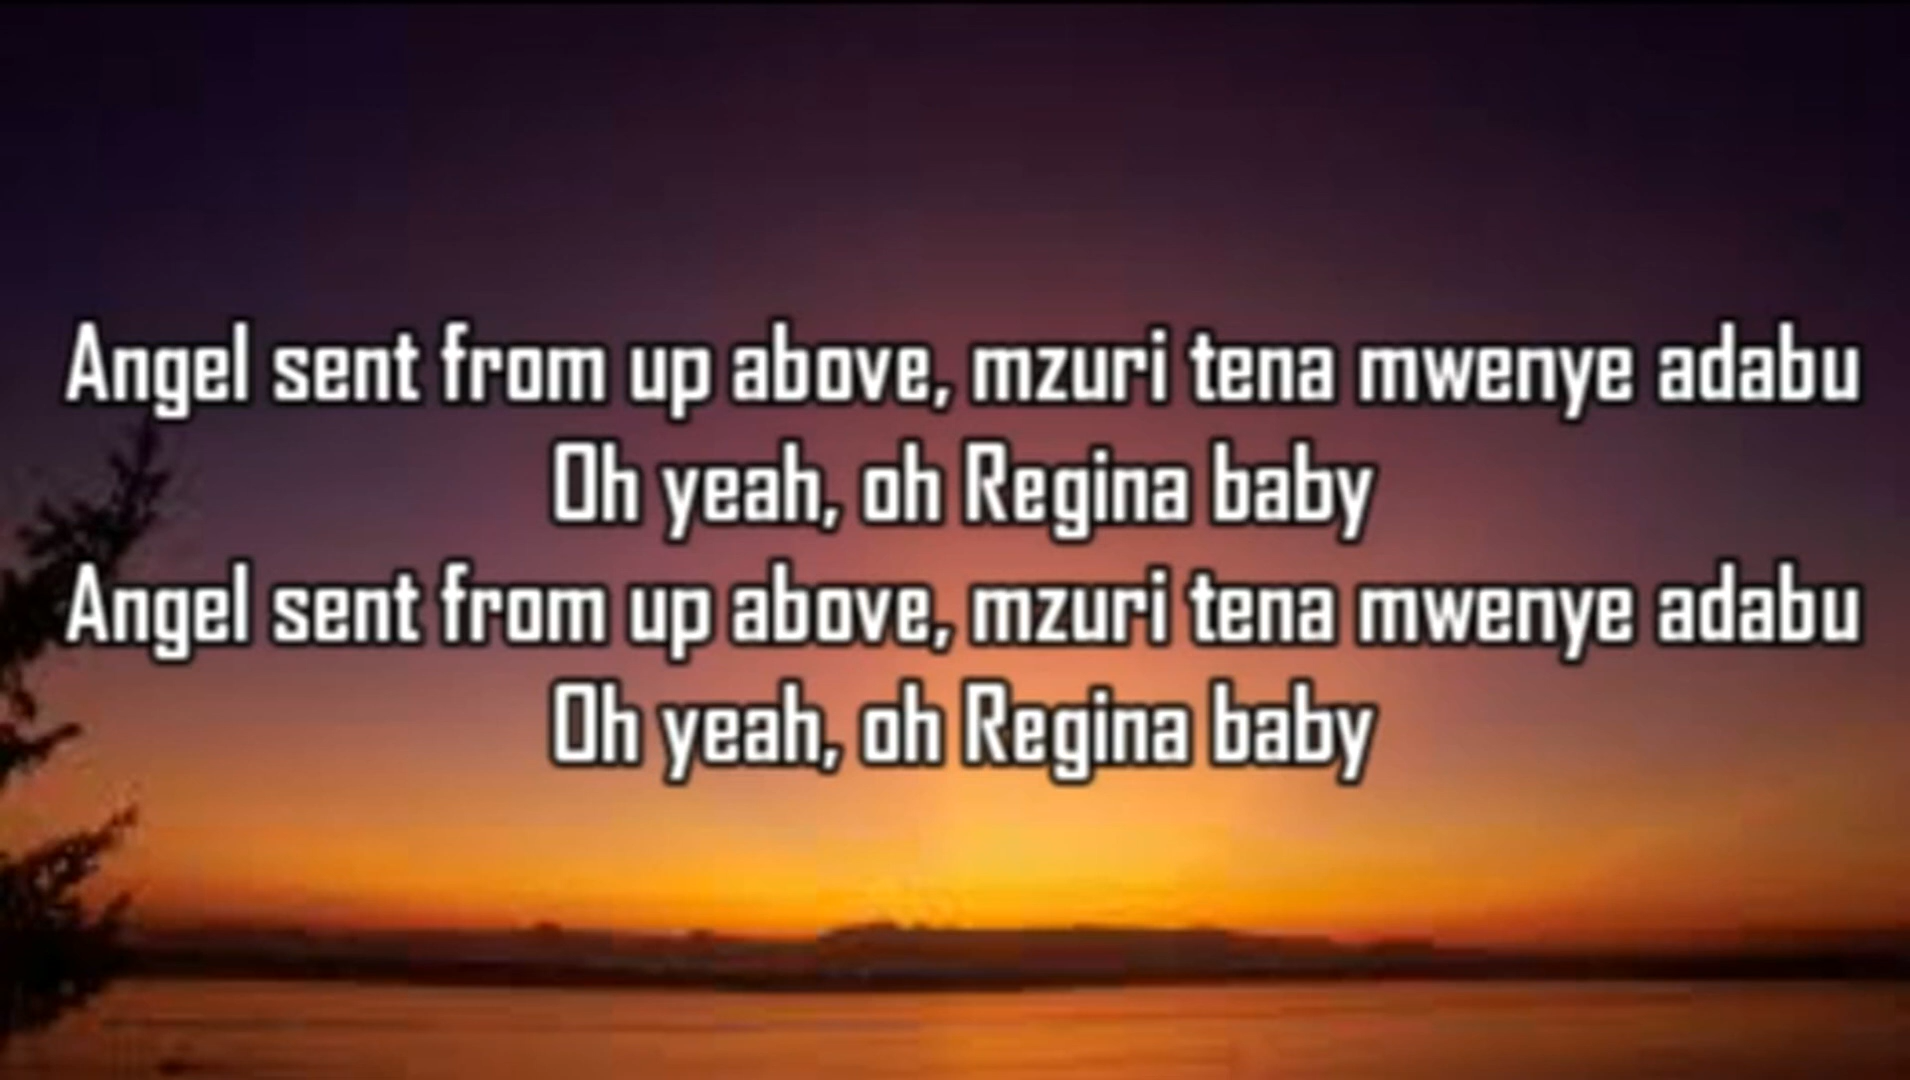 Angel sent from up above, mzuri tena mwenye adabu
Oh yeah, oh Regina baby
Angel sent from up above, mzuri tena mwenye adabu
Oh yeah, oh Regina baby